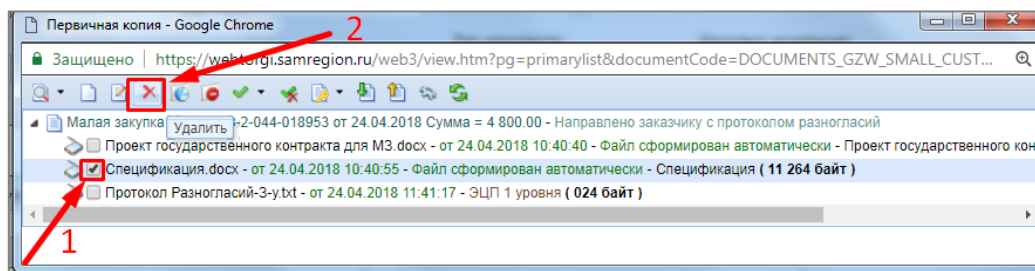 Первичная копия - Google Chrome
2
Защищено | https://webtorgi.samregion.ru/web3/view.htm?pg=primarylist&documentCode=DOCUMENTS_GZW_SMALL_CUST...
Малая закупка 3-2-044-018953 от 24.04.2018 Сумма = 4 800.00 - Направлено заказчику с протоколом разногласий
Удалить
Проект государственного контракта для МЗ.docx - от 24.04.2018 10:40:40 - Файл сформирован автоматически - Проект государственного кон
Спецификация.docx - от 24.04.2018 10:40:55 - Файл сформирован автоматически - Спецификация ( 11 264 байт )
Протокол Разногласий-3-у.txt - от 24.04.2018 11:41:17 - ЭЦП 1 уровня ( 024 байт )
1